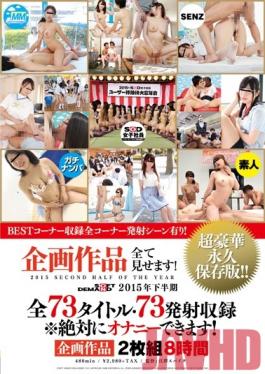 SENZ
ガチナンパ
素人
BESTコーナー収録全コーナー発射シーン有り!
企画作品 全て見せます!
2015 SECOND HALF OF THE YEAR
2015年下半期
超豪華
永久
保存版!!
全73タイトル・73発射収録
※絶対にオナニーできます!
企画作品 2枚組 8時間
480min
HD